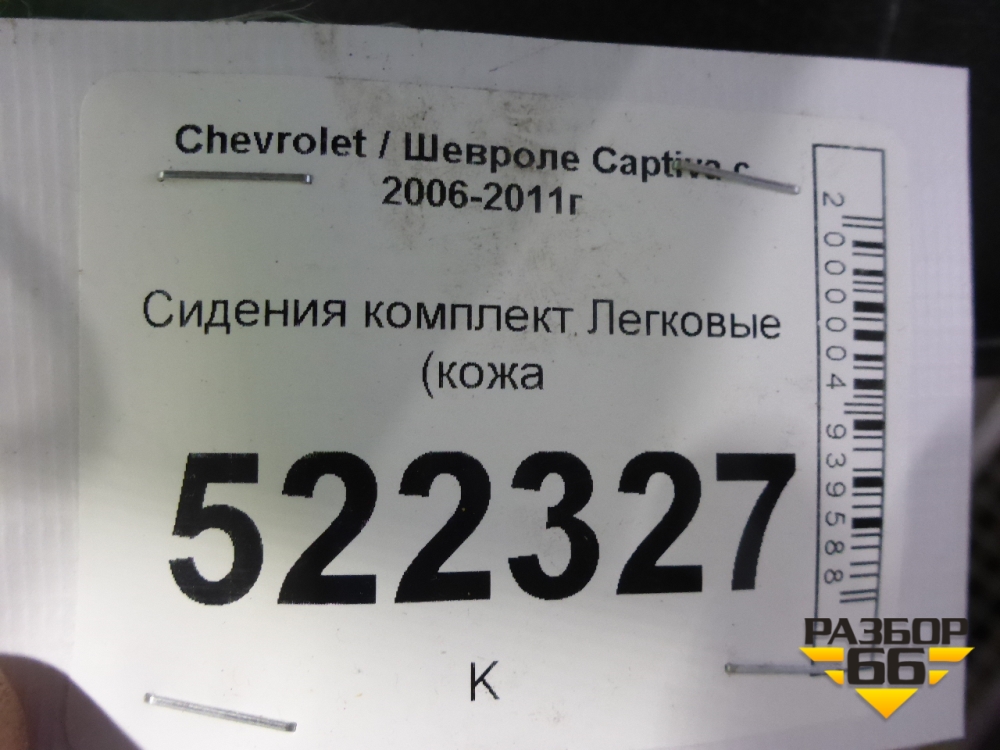 Chevrolet / Шевроле Captiva с
2006-2011г
Сидения комплект Легковые
(кожа
522327
К
2000004939588
РАЗБОР
66